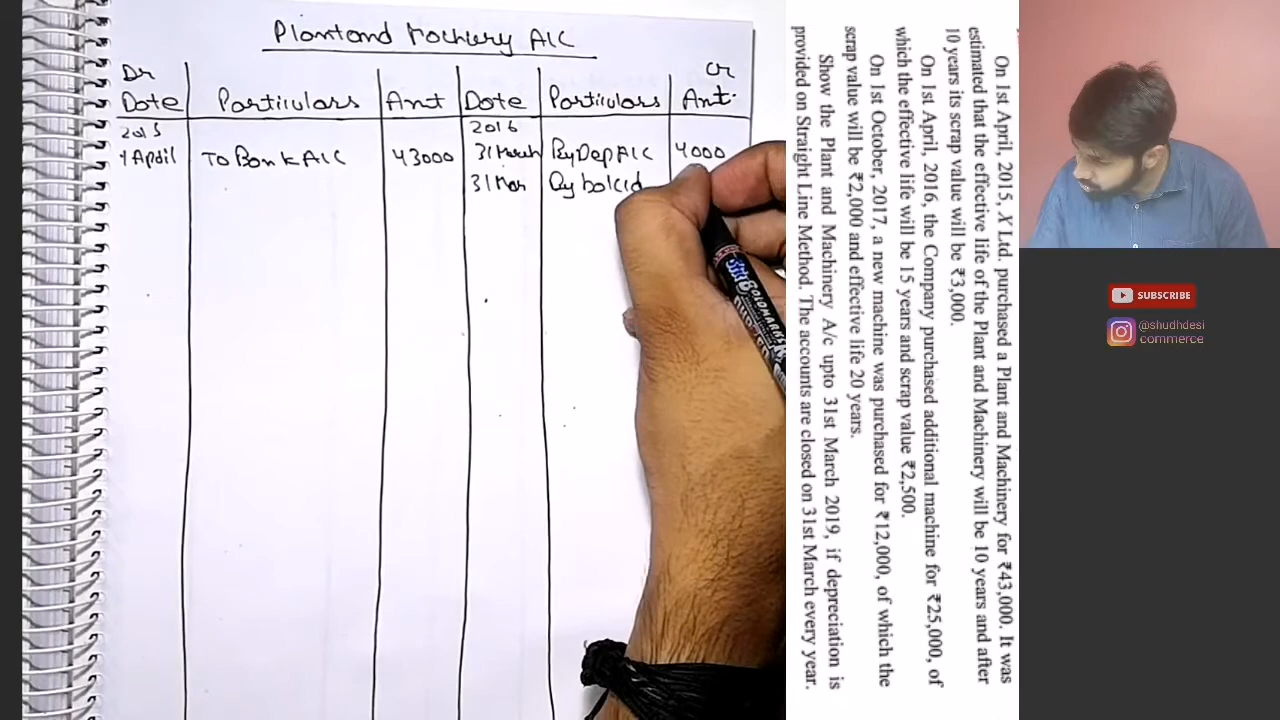 Plant and Machinery A/C
Dr
Cr
Date Particulars Amt Date Particulars Amt.
2015
2016
1 April To Bank A/C 43000 31 March By Dep A/C 4000
31 Mar By bal c/d
On 1st April, 2015, X Ltd. purchased a Plant and Machinery for ₹43,000. It was
estimated that the effective life of the Plant and Machinery will be 10 years and after
10 years its scrap value will be ₹3,000.
On 1st April, 2016, the Company purchased additional machine for ₹25,000, of
which the effective life will be 15 years and scrap value ₹2,500.
On 1st October, 2017, a new machine was purchased for ₹12,000, of which the
scrap value will be ₹2,000 and effective life 20 years.
Show the Plant and Machinery A/c upto 31st March 2019, if depreciation is
provided on Straight Line Method. The accounts are closed on 31st March every year.
SUBSCRIBE
@shudhdesi
commerce